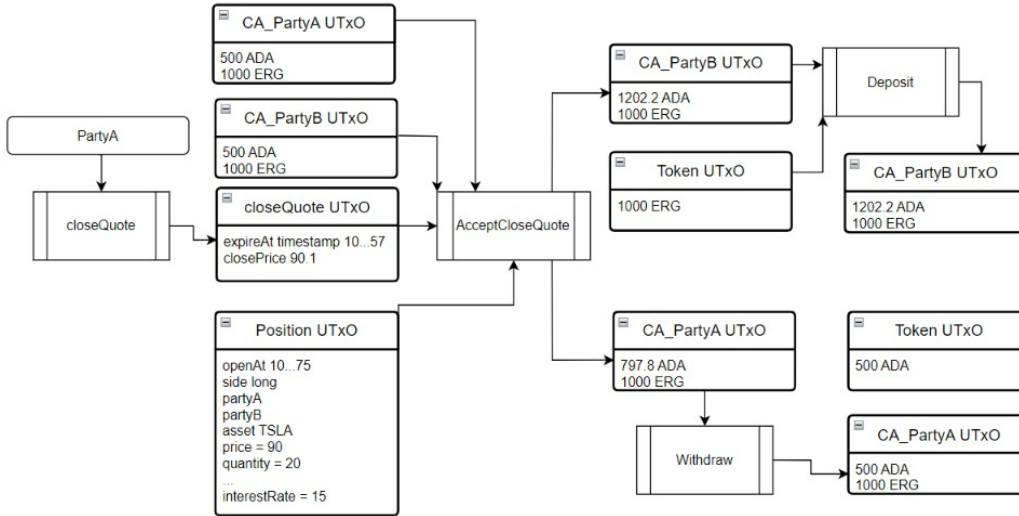 CA_PartyA UTxO
500 ADA
1000 ERG
CA_PartyB UTxO
500 ADA
1000 ERG
PartyA
closeQuote
closeQuote UTxO
expireAt timestamp 10...57
closePrice 90.1
Position UTxO
openAt 10...75
side long
partyA
partyB
asset TSLA
price = 90
quantity = 20
...
interestRate = 15
AcceptCloseQuote
CA_PartyB UTxO
1202.2 ADA
1000 ERG
Token UTxO
1000 ERG
Deposit
CA_PartyB UTxO
1202.2 ADA
1000 ERG
CA_PartyA UTxO
797.8 ADA
1000 ERG
Withdraw
Token UTxO
500 ADA
CA_PartyA UTxO
500 ADA
1000 ERG